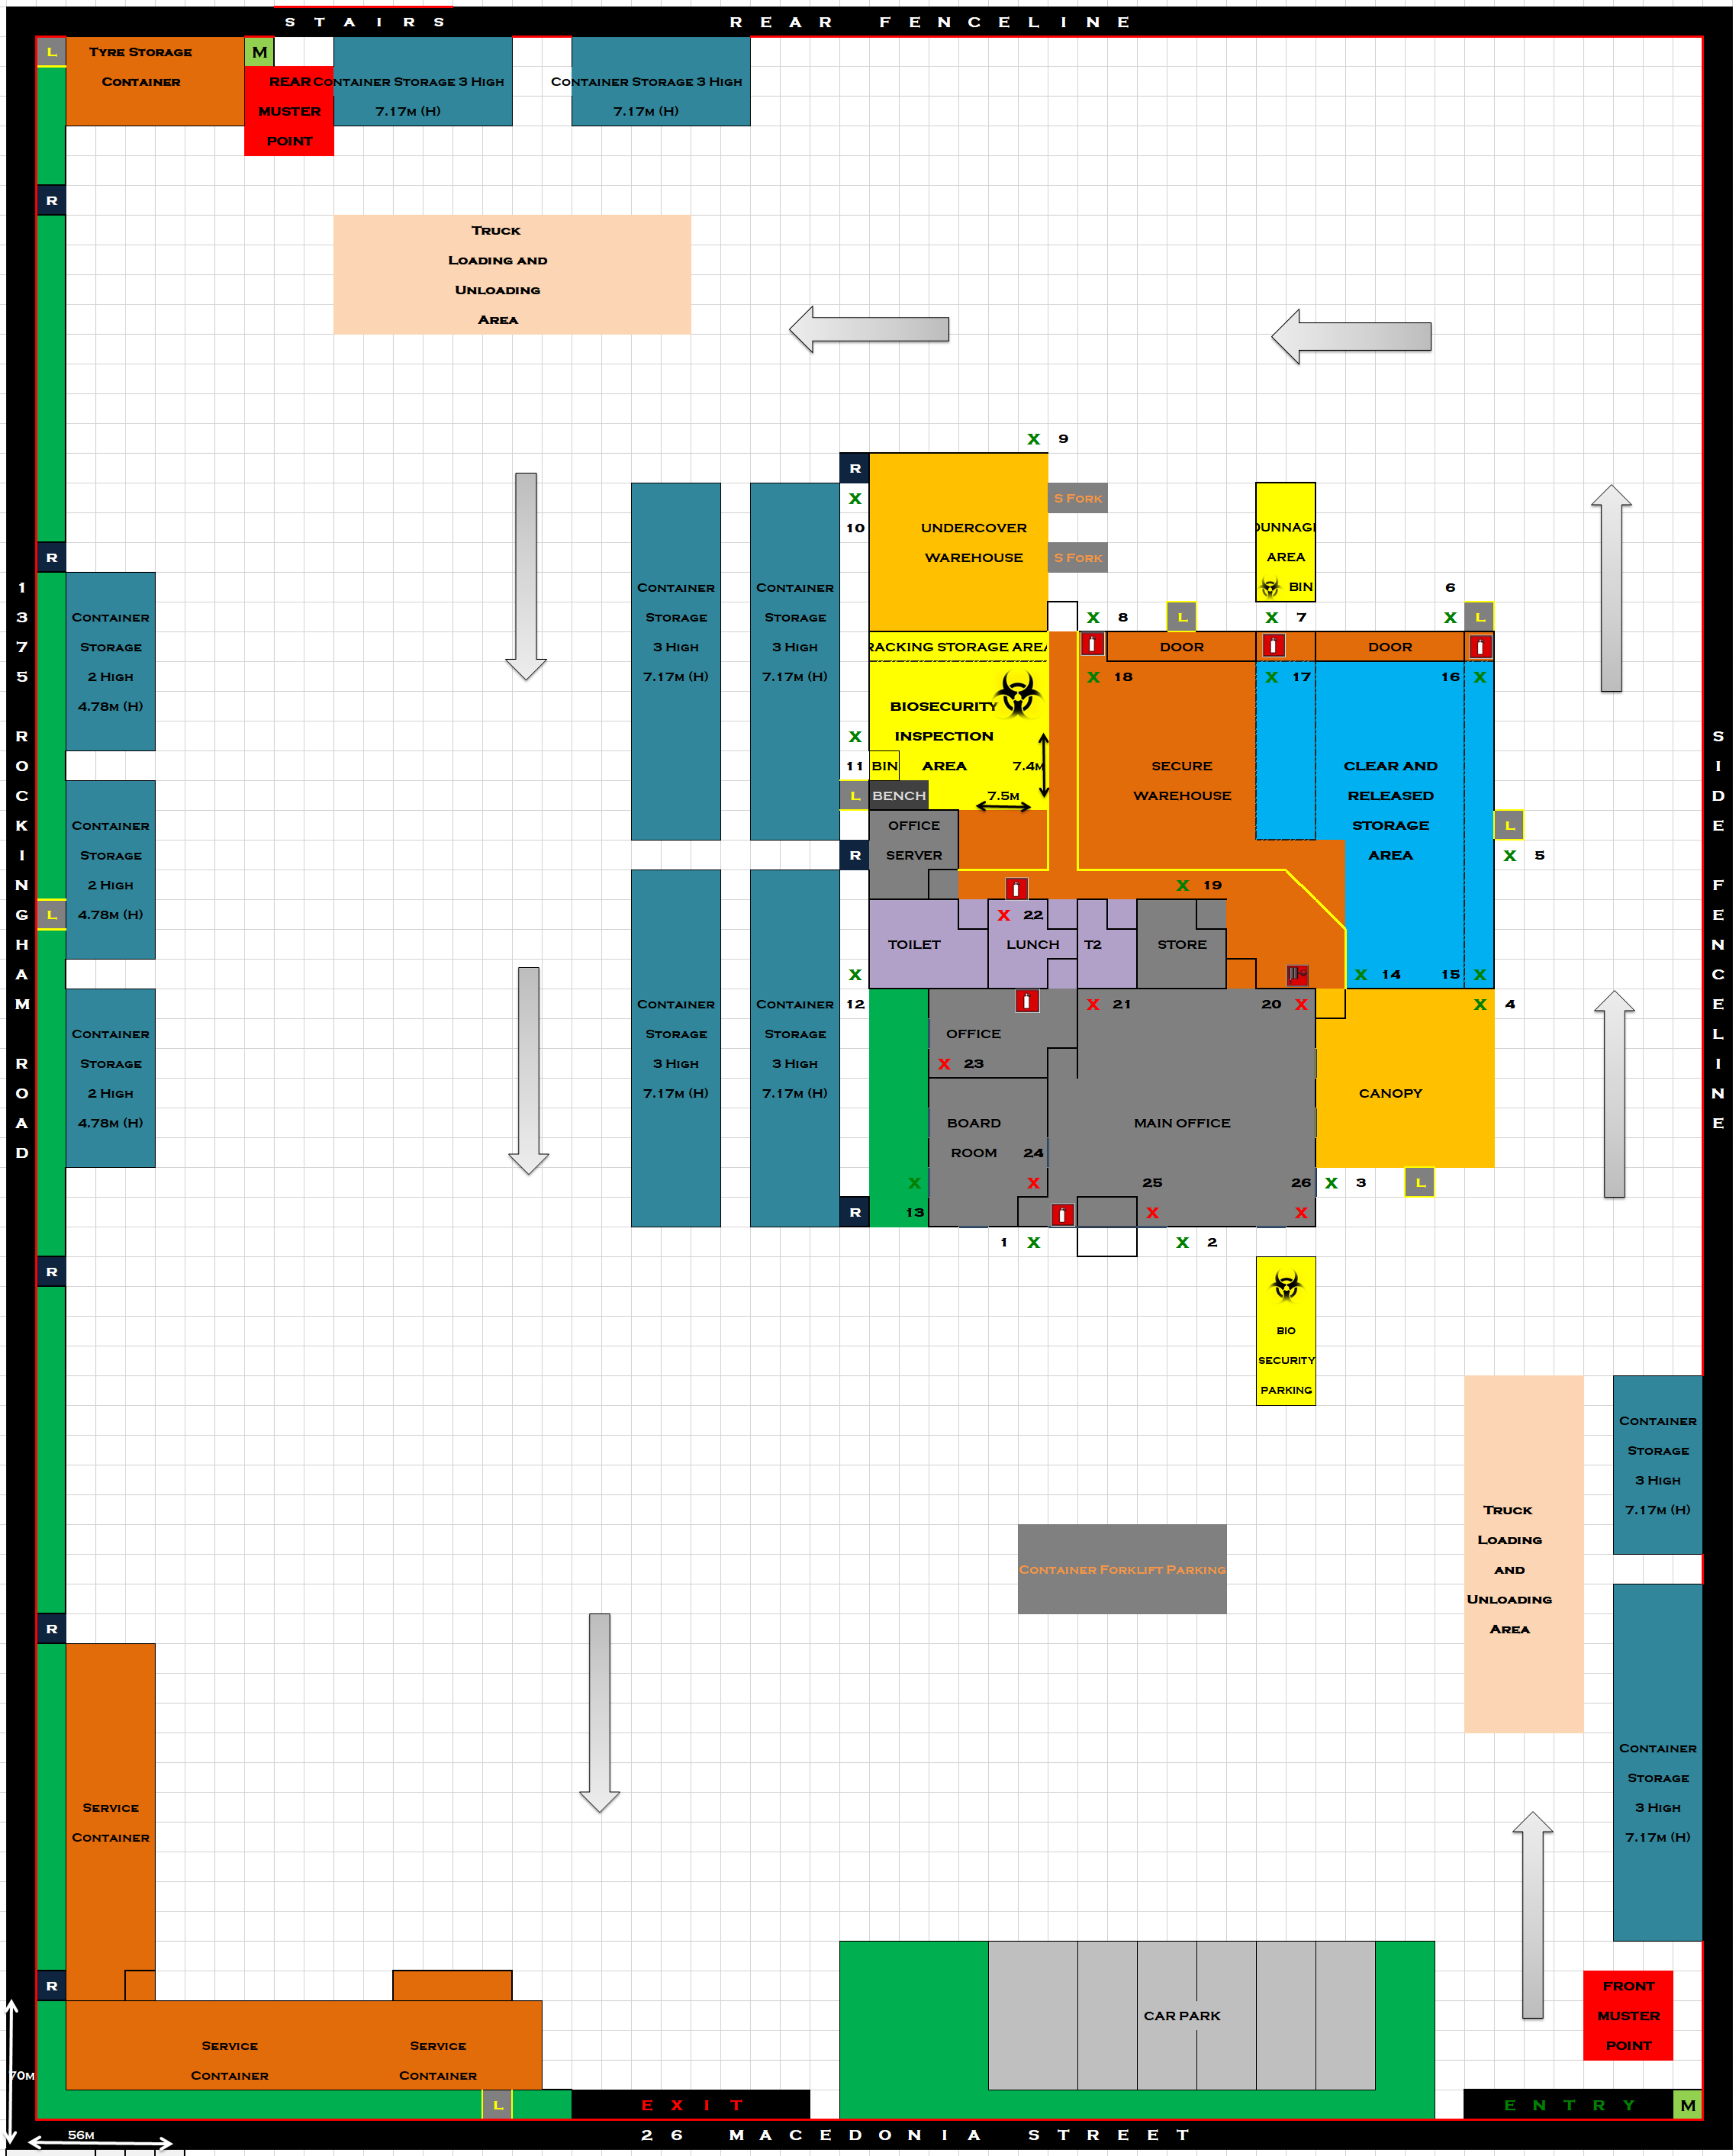 STAIRS
REAR FENCELINE
L
TYRE STORAGE
CONTAINER
M
REAR
MUSTER
POINT
CONTAINER STORAGE 3 HIGH
7.17M (H)
CONTAINER STORAGE 3 HIGH
7.17M (H)
R
TRUCK
LOADING AND
UNLOADING
AREA
R
1375 ROCKINGHAM ROAD
SIDE FENCELINE
CONTAINER
STORAGE
2 HIGH
4.78M (H)
CONTAINER
STORAGE
2 HIGH
4.78M (H)
L
CONTAINER
STORAGE
2 HIGH
4.78M (H)
CONTAINER
STORAGE
3 HIGH
7.17M (H)
CONTAINER
STORAGE
3 HIGH
7.17M (H)
CONTAINER
STORAGE
3 HIGH
7.17M (H)
CONTAINER
STORAGE
3 HIGH
7.17M (H)
X 9
R
X
10
UNDERCOVER
WAREHOUSE
S FORK
S FORK
DUNNAGE
AREA
BIN
6
X 8
L
X 7
X L
RACKING STORAGE AREA
DOOR
DOOR
BIOSECURITY
INSPECTION
AREA
7.4M
7.5M
X
11
BIN
L
BENCH
X 18
X 17
16 X
SECURE
WAREHOUSE
CLEAR AND
RELEASED
STORAGE
AREA
L
X 5
R
OFFICE
SERVER
X 19
X 22
TOILET
LUNCH
T2
STORE
X
12
X 14
15 X
X 21
20 X
X 4
OFFICE
X 23
BOARD
ROOM
24
X
MAIN OFFICE
CANOPY
X
13
R
25
X
26
X
X 3
L
1 X
X 2
BIO
SECURITY
PARKING
R
R
CONTAINER
STORAGE
3 HIGH
7.17M (H)
TRUCK
LOADING
AND
UNLOADING
AREA
CONTAINER FORKLIFT PARKING
CONTAINER
STORAGE
3 HIGH
7.17M (H)
SERVICE
CONTAINER
R
SERVICE
CONTAINER
SERVICE
CONTAINER
CAR PARK
FRONT
MUSTER
POINT
70M
L
EXIT
ENTRY
M
56M
26 MACEDONIA STREET